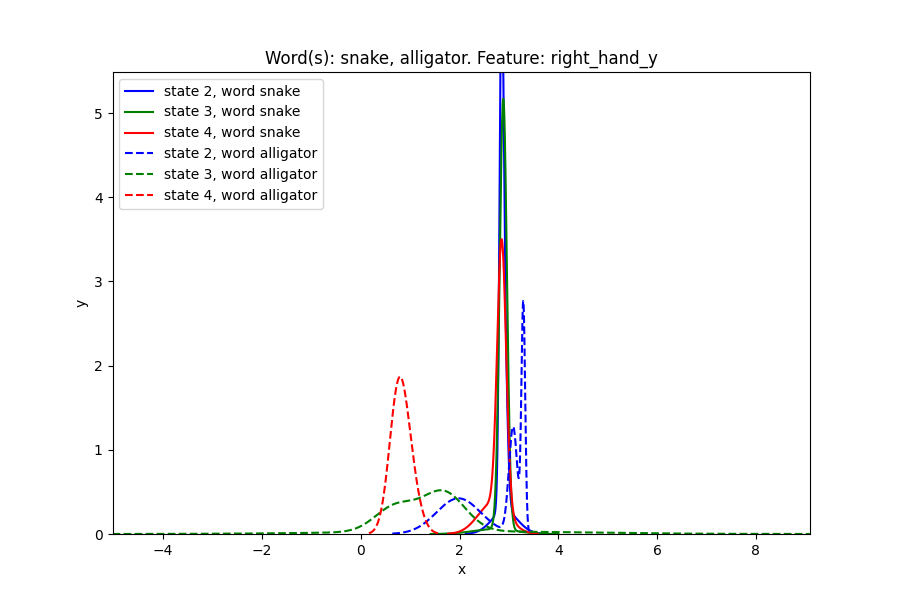 Word(s): snake, alligator. Feature: right_hand_y
state 2, word snake
state 3, word snake
state 4, word snake
state 2, word alligator
state 3, word alligator
state 4, word alligator
5
4
3
2
1
0
y
−4 −2 0 2 4 6 8
x